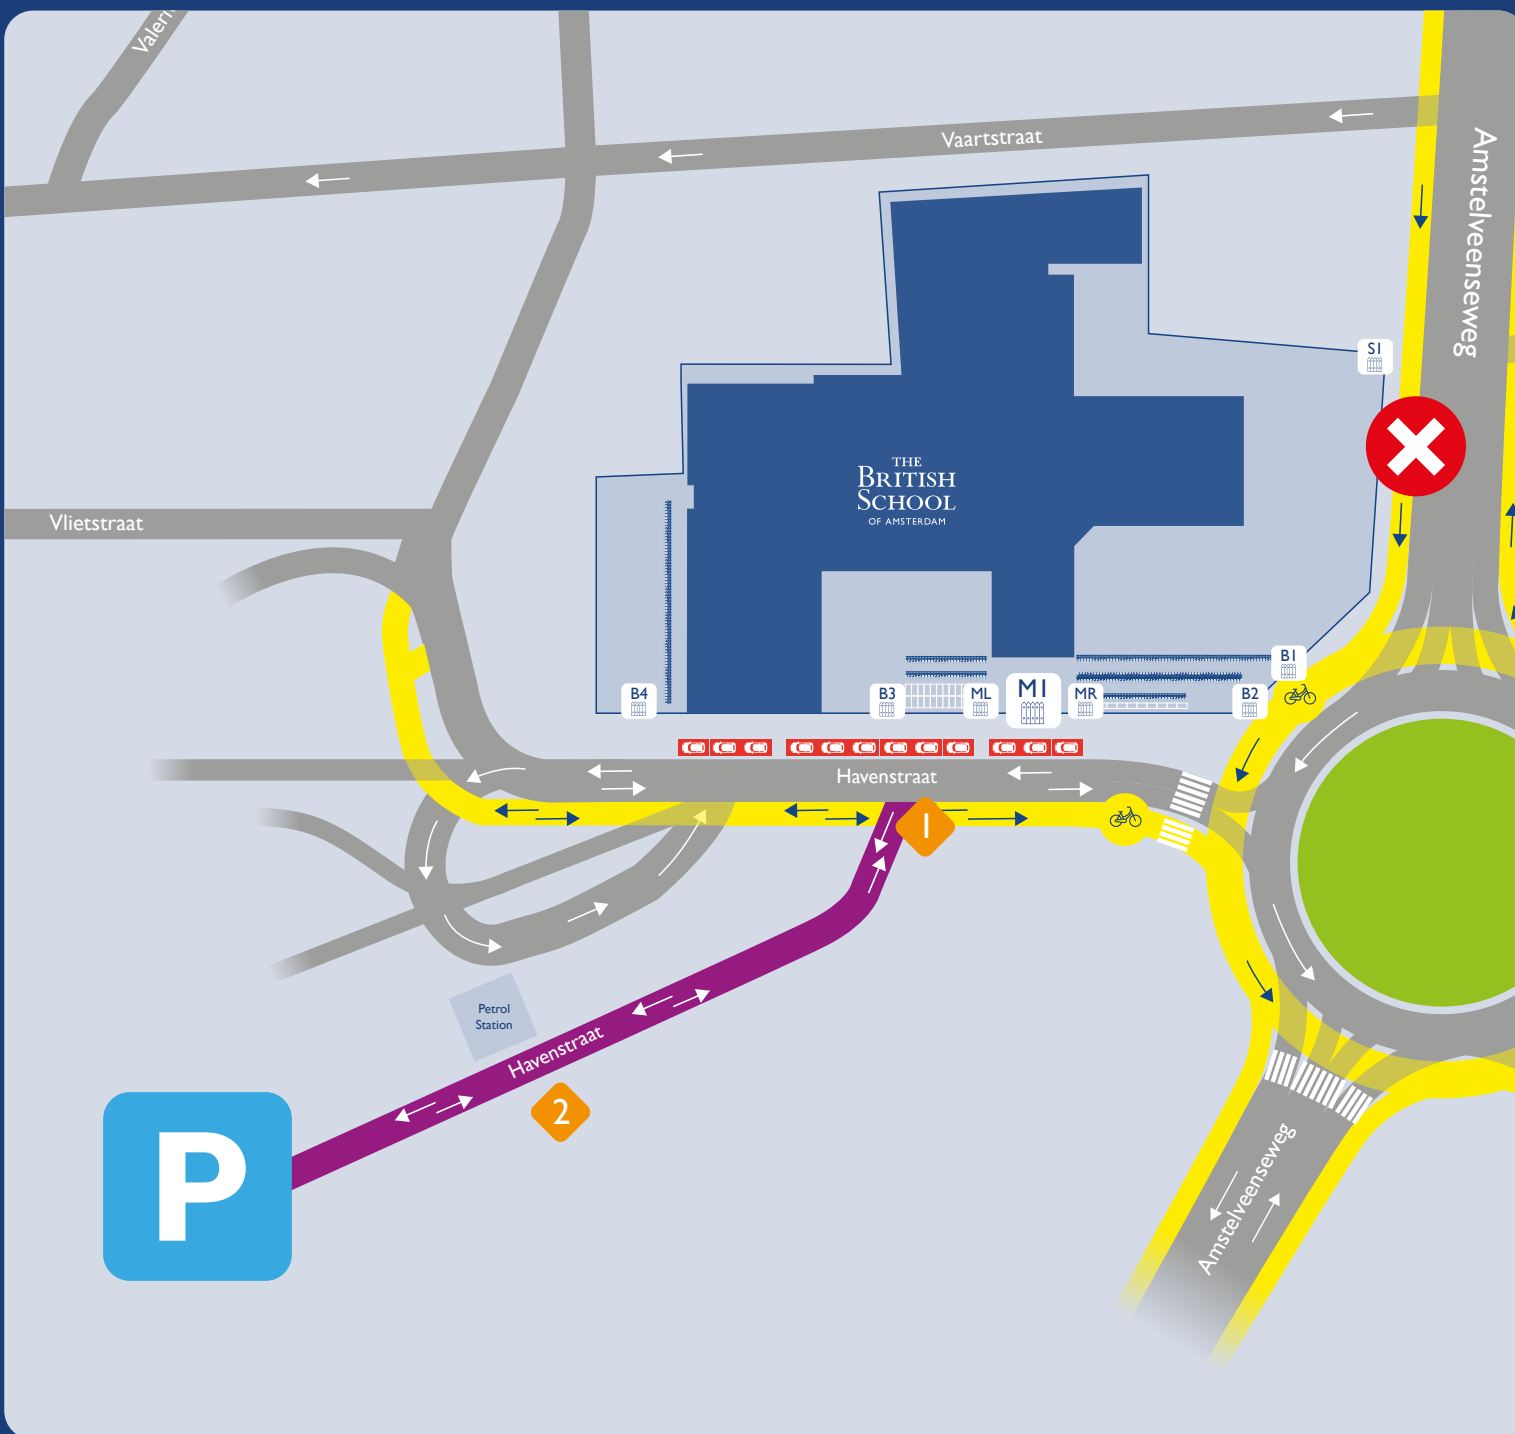 Valeri
Vaartstraat
Amstelveenseweg
S1
THE
BRITISH
SCHOOL
OF AMSTERDAM
Vlietstraat
B1
B4
B3
ML
M1
MR
B2
Havenstraat
1
Petrol
Station
Havenstraat
2
P
Amstelveenseweg